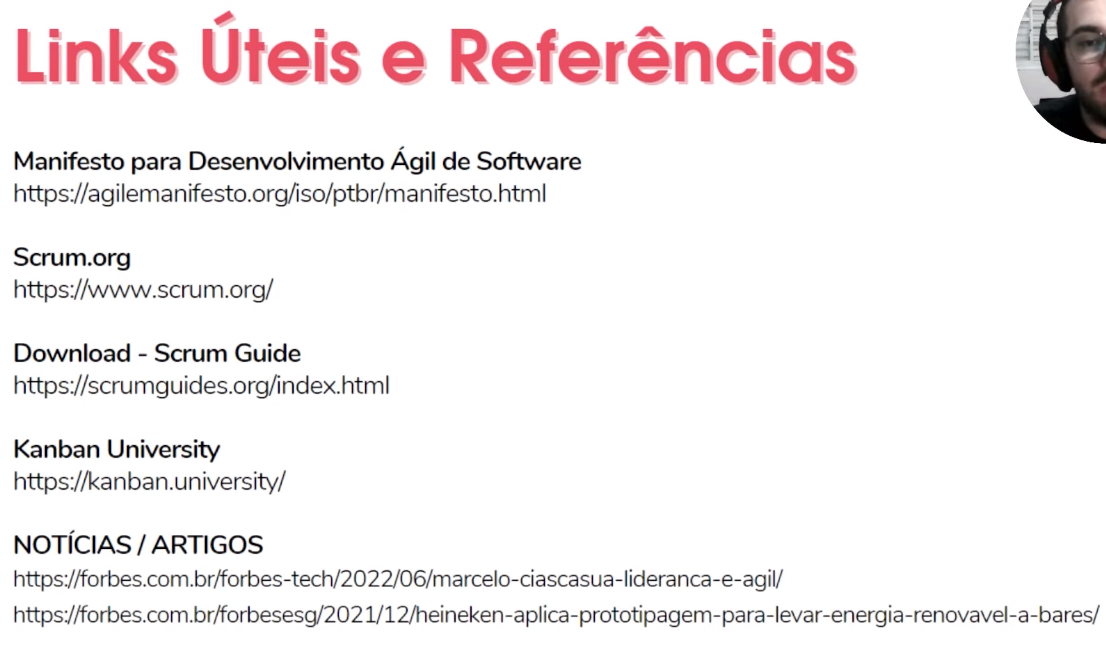 Links Úteis e Referências
Manifesto para Desenvolvimento Ágil de Software
https://agilemanifesto.org/iso/ptbr/manifesto.html
Scrum.org
https://www.scrum.org/
Download - Scrum Guide
https://scrumguides.org/index.html
Kanban University
https://kanban.university/
NOTÍCIAS / ARTIGOS
https://forbes.com.br/forbes-tech/2022/06/marcelo-ciascasua-lideranca-e-agil/
https://forbes.com.br/forbesesg/2021/12/heineken-aplica-prototipagem-para-levar-energia-renovavel-a-bares/